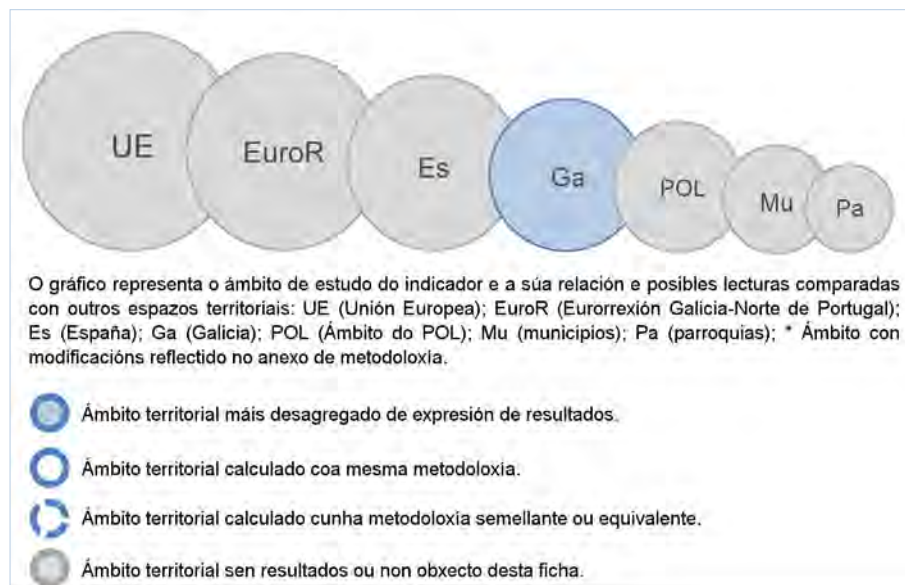 UE
EuroR
Es
Ga
POL
Mu
Pa
O gráfico representa o ámbito de estudo do indicador e a súa relación e posibles lecturas comparadas
con outros espazos territoriais: UE (Unión Europea); EuroR (Eurorrexión Galicia-Norte de Portugal);
Es (España); Ga (Galicia); POL (Ámbito do POL); Mu (municipios); Pa (parroquias); * Ámbito con
modificacións reflectido no anexo de metodoloxia.
Ámbito territorial máis desagregado de expresión de resultados.
Ámbito territorial calculado coa mesma metodoloxia.
Ámbito territorial calculado cunha metodoloxia semellante ou equivalente.
Ámbito territorial sen resultados ou non obxecto desta ficha.